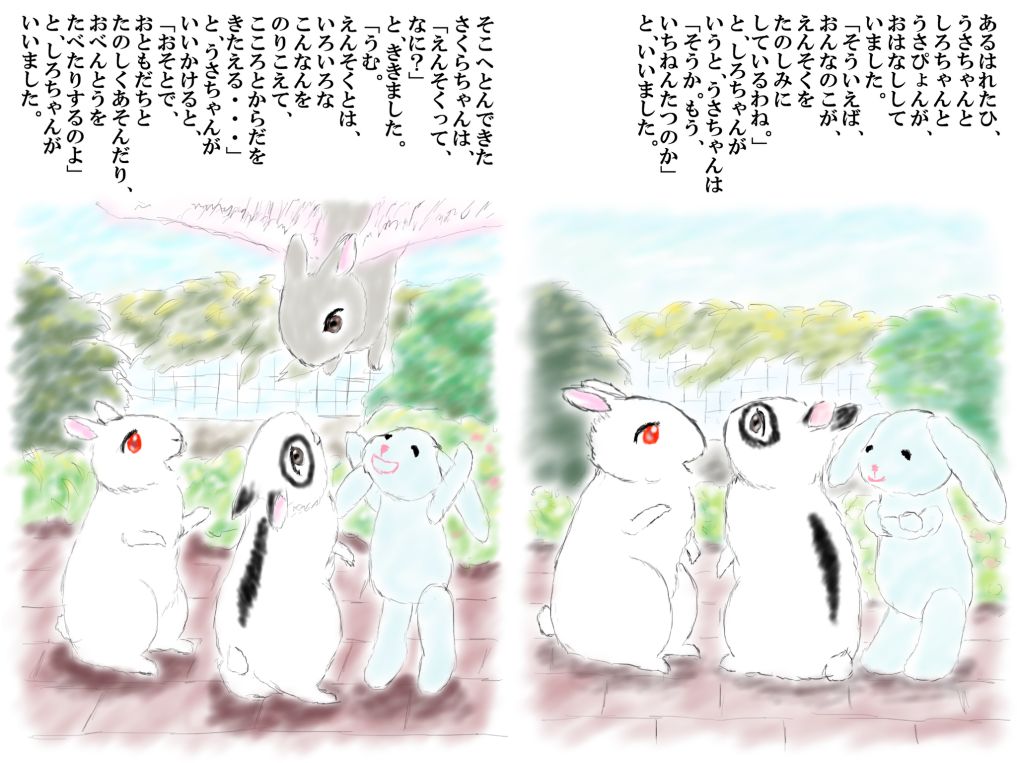 あるはれたひ、
うさちゃんと
しろちゃんと
うさぴょんが、
おはなしして
いました。
「そういえば、
おんなのこが、
えんそくを
たのしみに
しているわね。」
と、しろちゃんが
いうと、うさちゃんは
「そうか。もう、
いちねんたつのか」
と、いいました。
そこへとんできた
さくらちゃんは、
「えんそくって、
なに？」
と、ききました。
「うむ。
えんそくとは、
いろいろな
こんなんを
のりこえて、
こころとからだを
きたえる・・・」
と、うさちゃんが
いいかけると、
「おそとで、
おともだちと
たのしくあそんだり、
おべんとうを
たべたりするのよ」
と、しろちゃんが
いいました。